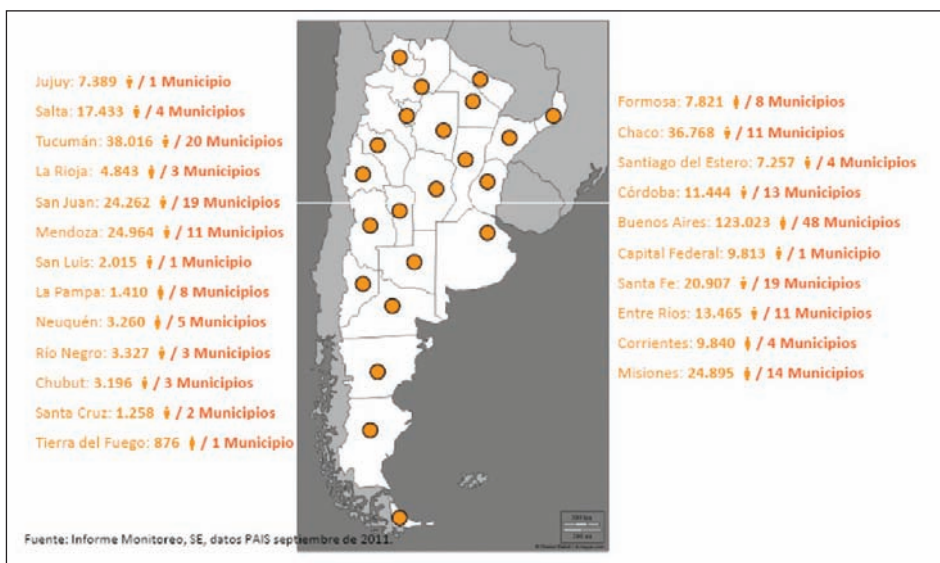 Jujuy: 7.389 / 1 Municipio
Salta: 17.433 / 4 Municipios
Tucumán: 38.016 / 20 Municipios
La Rioja: 4.843 / 3 Municipios
San Juan: 24.262 / 19 Municipios
Mendoza: 24.964 / 11 Municipios
San Luis: 2.015 / 1 Municipio
La Pampa: 1.410 / 8 Municipios
Neuquén: 3.260 / 5 Municipios
Río Negro: 3.327 / 3 Municipios
Chubut: 3.196 / 3 Municipios
Santa Cruz: 1.258 / 2 Municipios
Tierra del Fuego: 876 / 1 Municipio
Formosa: 7.821 / 8 Municipios
Chaco: 36.768 / 11 Municipios
Santiago del Estero: 7.257 / 4 Municipios
Córdoba: 11.444 / 13 Municipios
Buenos Aires: 123.023 / 48 Municipios
Capital Federal: 9.813 / 1 Municipio
Santa Fe: 20.907 / 19 Municipios
Entre Ríos: 13.465 / 11 Municipios
Corrientes: 9.840 / 4 Municipios
Misiones: 24.895 / 14 Municipios
Fuente: Informe Monitoreo, SE, datos PAIS septiembre de 2011.